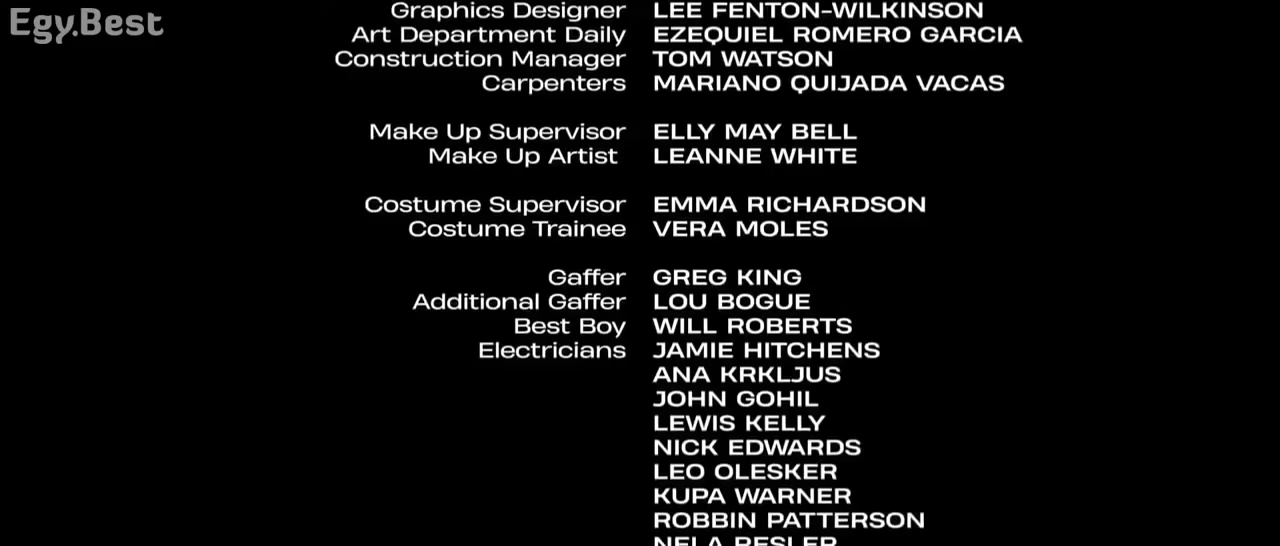 Egy.Best
Graphics Designer LEE FENTON-WILKINSON
Art Department Daily EZEQUIEL ROMERO GARCIA
Construction Manager TOM WATSON
Carpenters MARIANO QUIJADA VACAS
Make Up Supervisor ELLY MAY BELL
Make Up Artist LEANNE WHITE
Costume Supervisor EMMA RICHARDSON
Costume Trainee VERA MOLES
Gaffer GREG KING
Additional Gaffer LOU BOGUE
Best Boy WILL ROBERTS
Electricians JAMIE HITCHENS
ANA KRKLJUS
JOHN GOHIL
LEWIS KELLY
NICK EDWARDS
LEO OLESKER
KUPA WARNER
ROBBIN PATTERSON